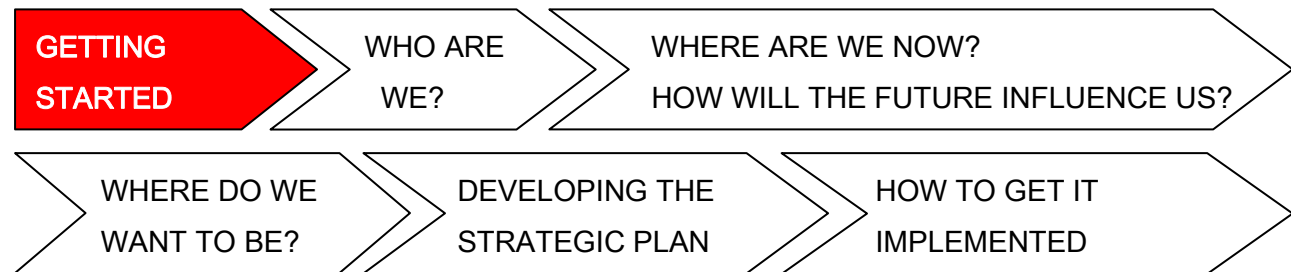 GETTING
STARTED
WHO ARE
WE?
WHERE ARE WE NOW?
HOW WILL THE FUTURE INFLUENCE US?
WHERE DO WE
WANT TO BE?
DEVELOPING THE
STRATEGIC PLAN
HOW TO GET IT
IMPLEMENTED